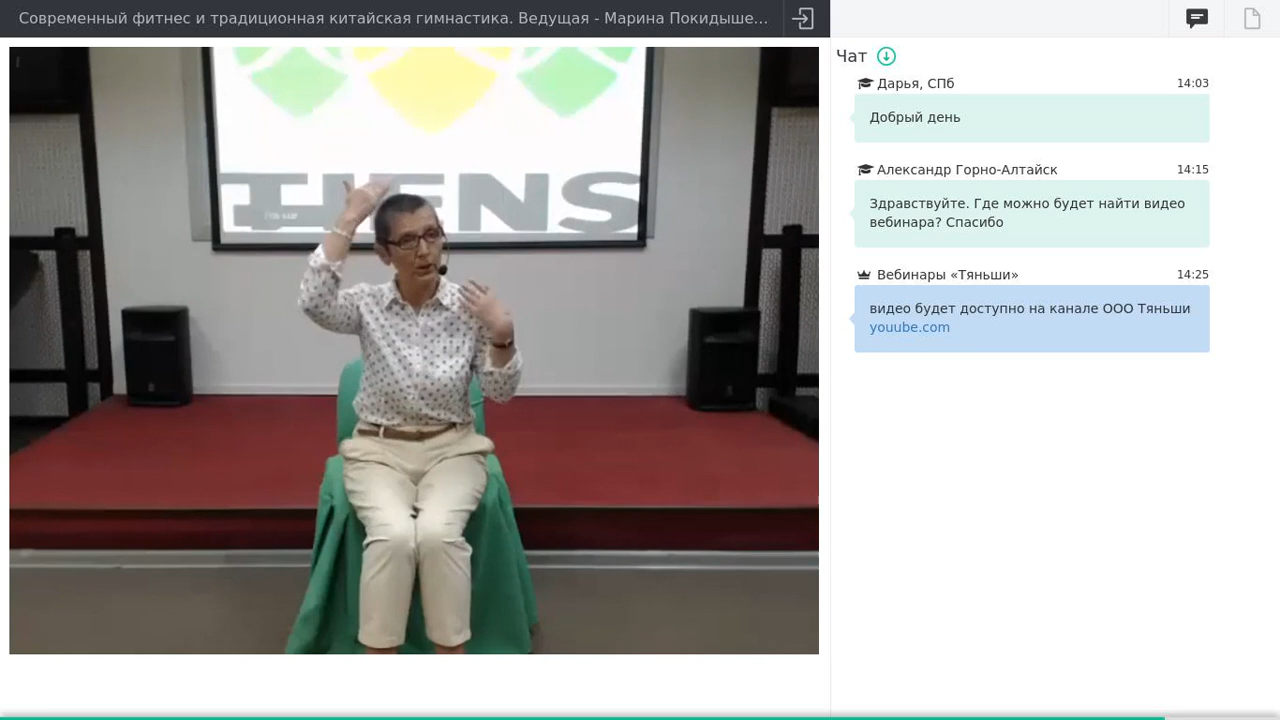 Современный фитнес и традиционная китайская гимнастика. Ведущая - Марина Покидыше...
TIENS
Чат
Дарья, СПб 14:03
Добрый день
Александр Горно-Алтайск 14:15
Здравствуйте. Где можно будет найти видео
вебинара? Спасибо
Вебинары «Тяньши» 14:25
видео будет доступно на канале ООО Тяньши
youube.com